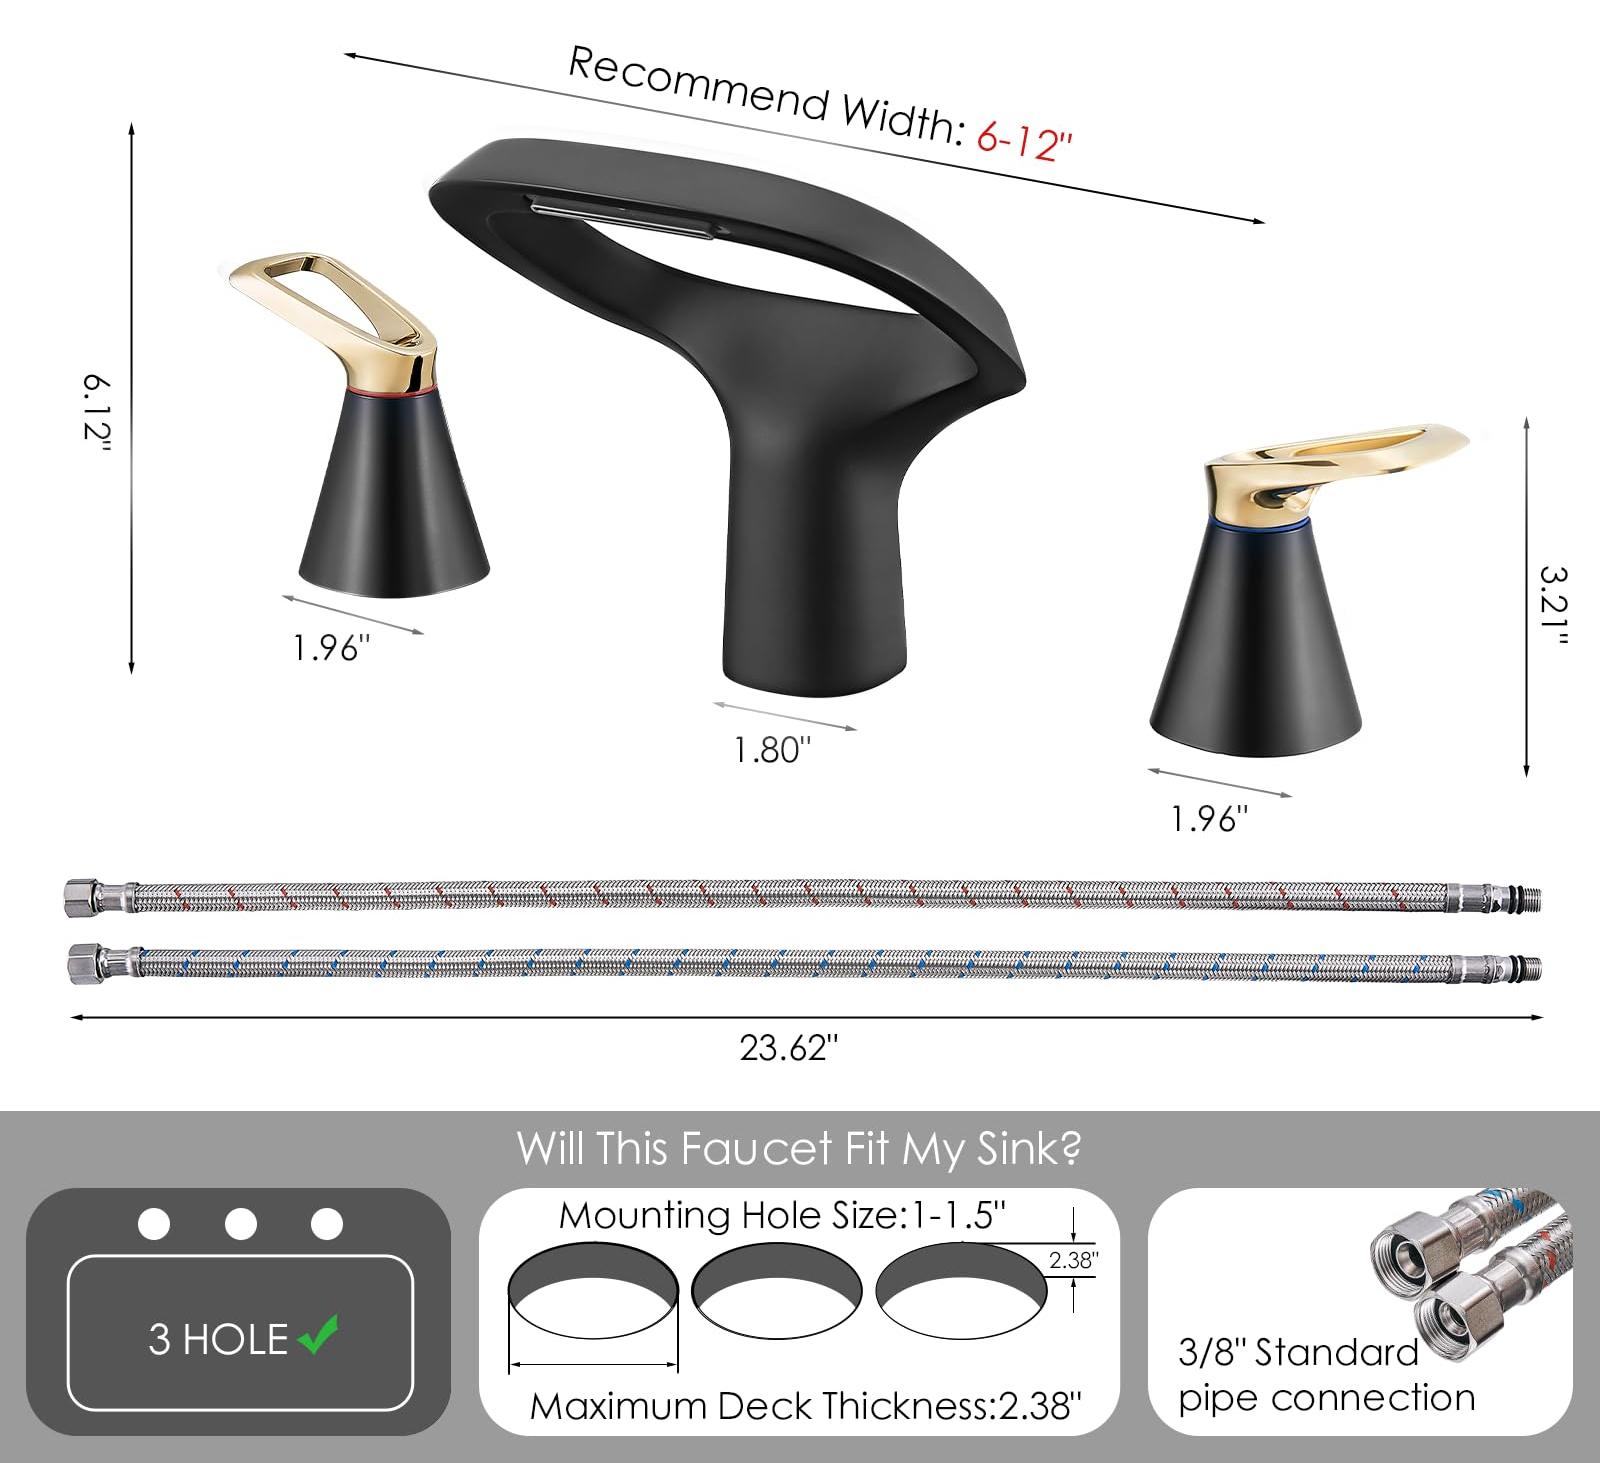 Recommend Width: 6-12"
6.12"
1.96"
1.80"
3.21"
1.96"
23.62"
Will This Faucet Fit My Sink?
3 HOLE
Mounting Hole Size:1-1.5"
2.38"
Maximum Deck Thickness:2.38"
3/8" Standard
pipe connection